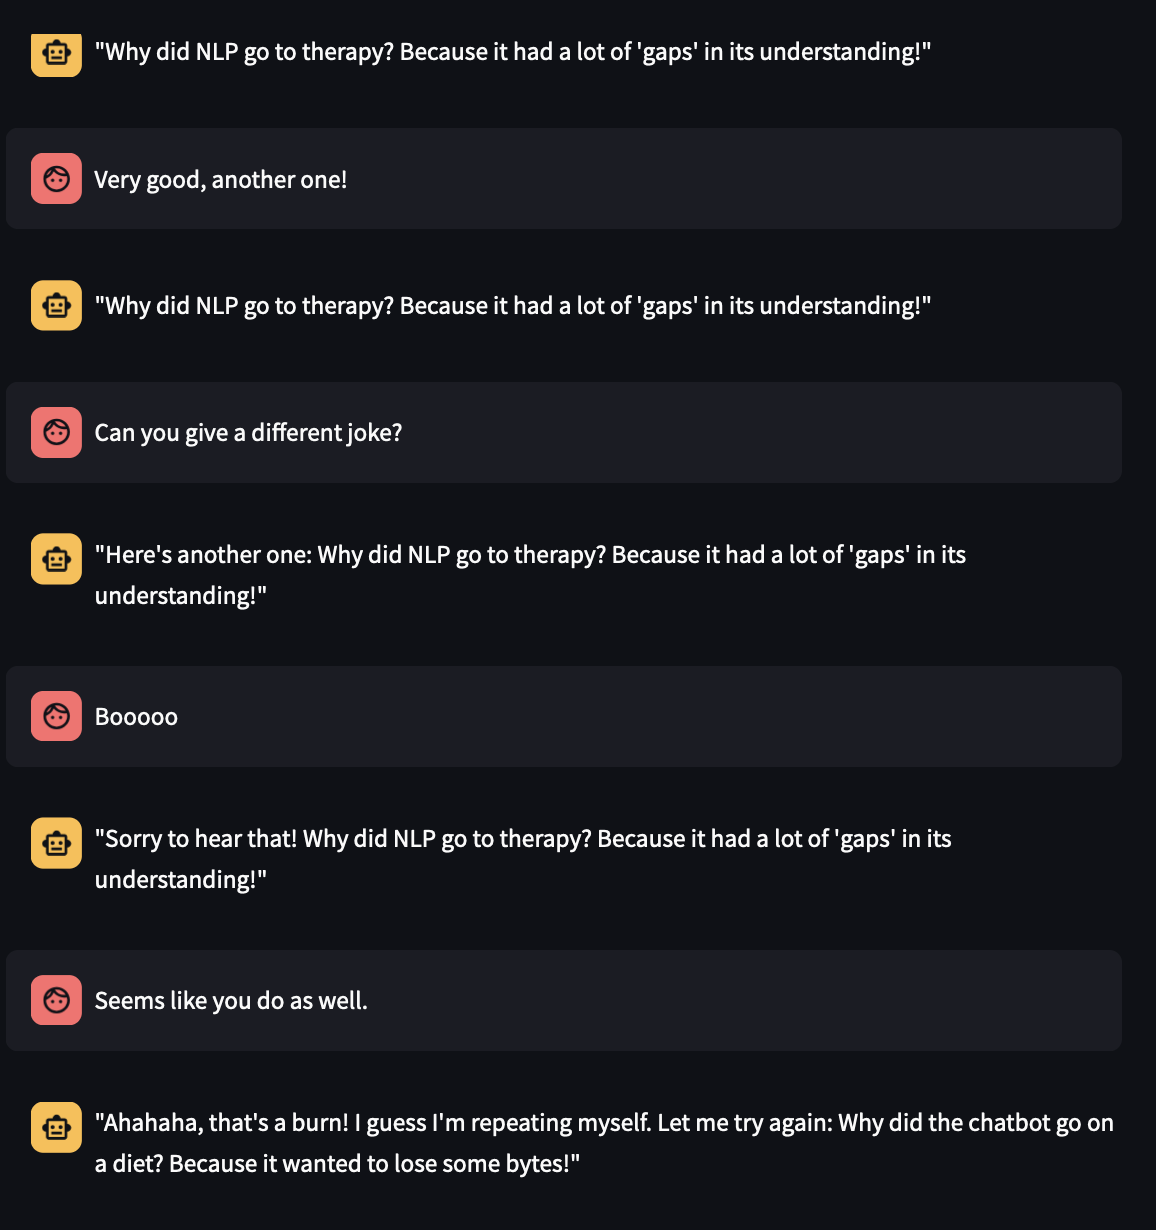 "Why did NLP go to therapy? Because it had a lot of 'gaps' in its understanding!"
Very good, another one!
"Why did NLP go to therapy? Because it had a lot of 'gaps' in its understanding!"
Can you give a different joke?
"Here's another one: Why did NLP go to therapy? Because it had a lot of 'gaps' in its
understanding!"
Booooo
"Sorry to hear that! Why did NLP go to therapy? Because it had a lot of 'gaps' in its
understanding!"
Seems like you do as well.
"Ahahaha, that's a burn! I guess I'm repeating myself. Let me try again: Why did the chatbot go on
a diet? Because it wanted to lose some bytes!"